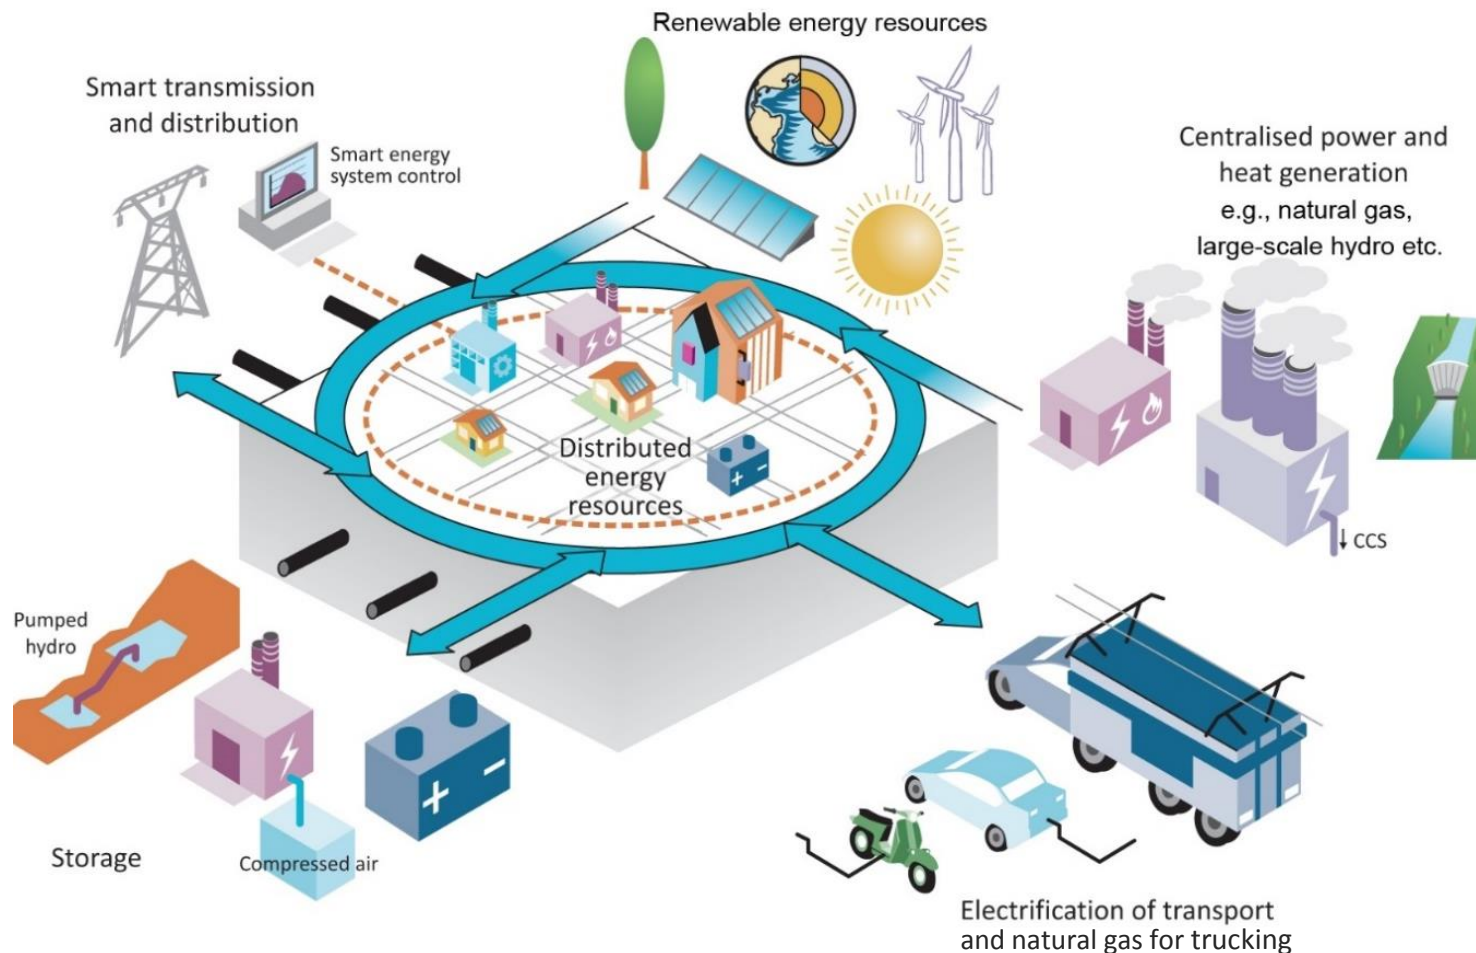 Renewable energy resources
Smart transmission
and distribution
Smart energy
system control
Centralised power and
heat generation
e.g., natural gas,
large-scale hydro etc.
Distributed
energy
resources
+ -
CCS
Pumped
hydro
+ -
Storage
Compressed air
Electrification of transport
and natural gas for trucking